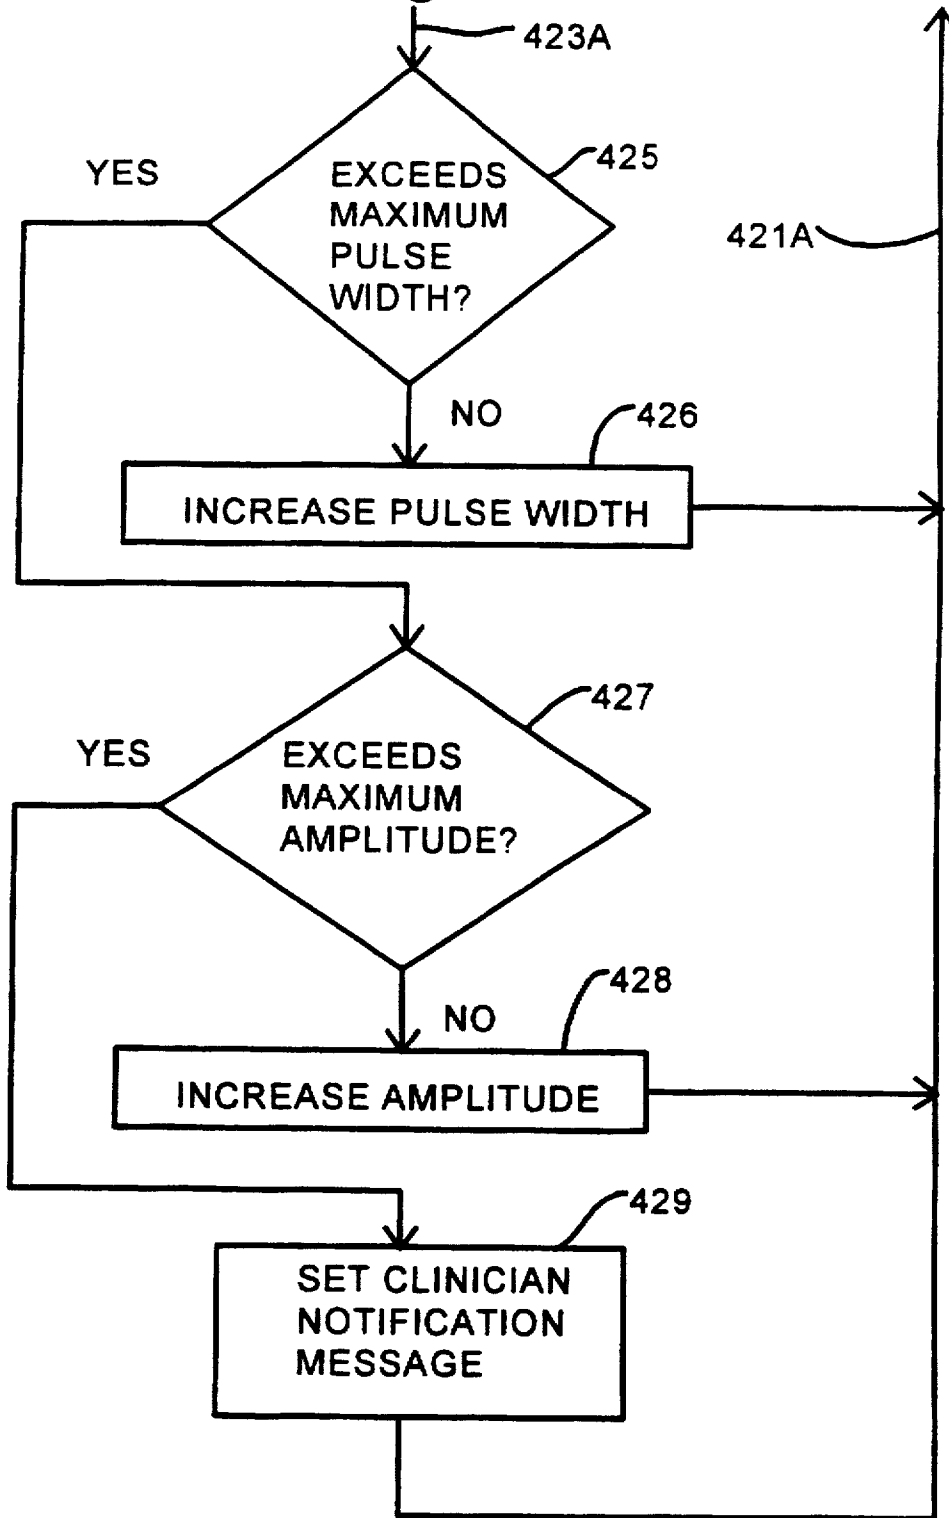 423A
YES
425
EXCEEDS
MAXIMUM
PULSE
WIDTH?
421A
NO
426
INCREASE PULSE WIDTH
427
YES
EXCEEDS
MAXIMUM
AMPLITUDE?
428
NO
INCREASE AMPLITUDE
429
SET CLINICIAN
NOTIFICATION
MESSAGE